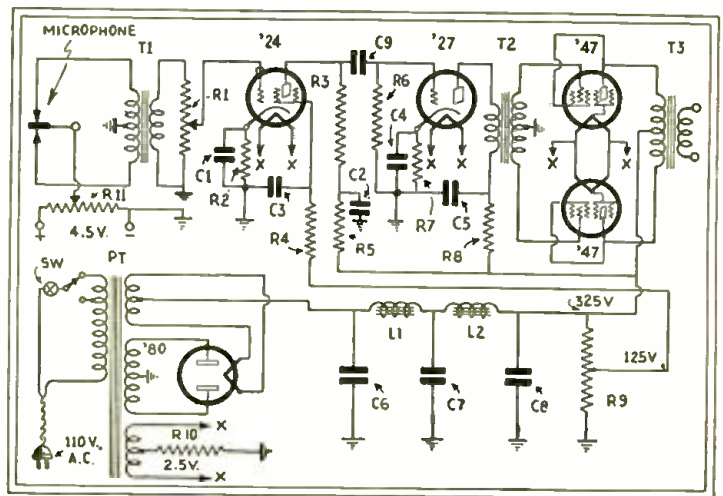 MICROPHONE
T1
'24
C9
'27
T2
'47
T3
R1
R3
R6
C4
C1
R2
X X
C3
C2
X X
R7
C5
X X
R11
+ 4.5V. -
R4
R5
R8
'47
SW
PT
325V
L1
L2
'80
125V
C6
C7
C8
R9
110V.
A.C.
R10
X
2.5V.
X